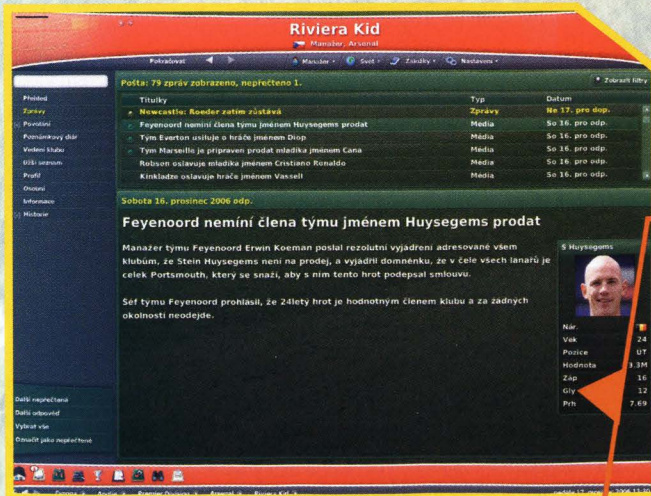 Riviera Kid
Manažer, Arsenal
Pokračovat
Manažer
Svět
Záložky
Nastavení
Pošta: 79 zpráv zobrazeno, nepřečteno 1.
Zobrazit filtry
Titulky Typ Datum
Newcastle: Roeder zatím zůstává Zprávy Ne 17. pro dop.
Feyenoord nemíní člena týmu jménem Huysegems prodat Média So 16. pro odp.
Tým Everton usiluje o hráče jménem Diop Média So 16. pro odp.
Tým Marseille je připraven prodat mladíka jménem Cana Média So 16. pro odp.
Robson oslavuje mladíka jménem Cristiano Ronaldo Média So 16. pro odp.
Kinkladze oslavuje hráče jménem Vassell Média So 16. pro odp.
Přehled
Zprávy
Povolání
Poznámkový diář
Vedení klubu
Užší seznam
Profil
Osobní
Informace
Historie
Sobota 16. prosinec 2006 odp.
Feyenoord nemíní člena týmu jménem Huysegems prodat
Manažer týmu Feyenoord Erwin Koeman poslal rezolutní vyjádření adresované všem
klubům, že Stein Huysegems není na prodej, a vyjádřil domněnku, že v čele všech lanařů je
celek Portsmouth, který se snaží, aby s ním tento hrot podepsal smlouvu.
Šéf týmu Feyenoord prohlásil, že 24letý hrot je hodnotným členem klubu a za žádných
okolností neodejde.
S Huysegems
Nár.
Věk 24
Pozice ÚT
Hodnota 3.3M
Záp 16
Gly 12
Prh 7.69
Další nepřečtená
Další odpověď
Vybrat vše
Označit jako nepřečtené
Evropa Anglie Premier Division Arsenal Riviera Kid
neděle 17. prosinec 2006